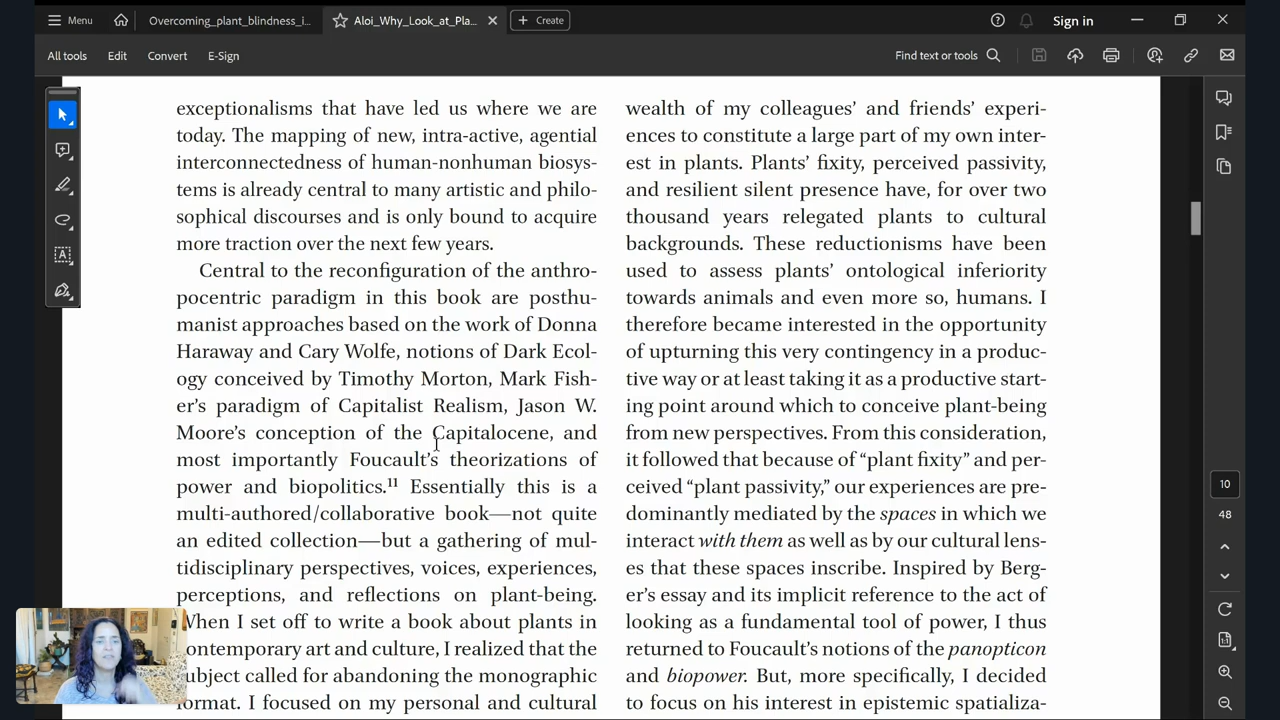 Menu
Overcoming_plant_blindness_i...
Aloi_Why_Look_at_Pla...
Create
Sign in
All tools
Edit
Convert
E-Sign
Find text or tools
exceptionalisms that have led us where we are
today. The mapping of new, intra-active, agential
interconnectedness of human-nonhuman biosys-
tems is already central to many artistic and philo-
sophical discourses and is only bound to acquire
more traction over the next few years.
Central to the reconfiguration of the anthro-
pocentric paradigm in this book are posthu-
manist approaches based on the work of Donna
Haraway and Cary Wolfe, notions of Dark Ecol-
ogy conceived by Timothy Morton, Mark Fish-
er's paradigm of Capitalist Realism, Jason W.
Moore's conception of the Capitalocene, and
most importantly Foucault's theorizations of
power and biopolitics.¹¹ Essentially this is a
multi-authored/collaborative book—not quite
an edited collection—but a gathering of mul-
tidisciplinary perspectives, voices, experiences,
perceptions, and reflections on plant-being.
When I set off to write a book about plants in
contemporary art and culture, I realized that the
subject called for abandoning the monographic
format. I focused on my personal and cultural
wealth of my colleagues' and friends' experi-
ences to constitute a large part of my own inter-
est in plants. Plants' fixity, perceived passivity,
and resilient silent presence have, for over two
thousand years relegated plants to cultural
backgrounds. These reductionisms have been
used to assess plants' ontological inferiority
towards animals and even more so, humans. I
therefore became interested in the opportunity
of upturning this very contingency in a produc-
tive way or at least taking it as a productive start-
ing point around which to conceive plant-being
from new perspectives. From this consideration,
it followed that because of “plant fixity” and per-
ceived “plant passivity,” our experiences are pre-
dominantly mediated by the spaces in which we
interact with them as well as by our cultural lens-
es that these spaces inscribe. Inspired by Berg-
er's essay and its implicit reference to the act of
looking as a fundamental tool of power, I thus
returned to Foucault's notions of the panopticon
and biopower. But, more specifically, I decided
to focus on his interest in epistemic spatializa-
10
48